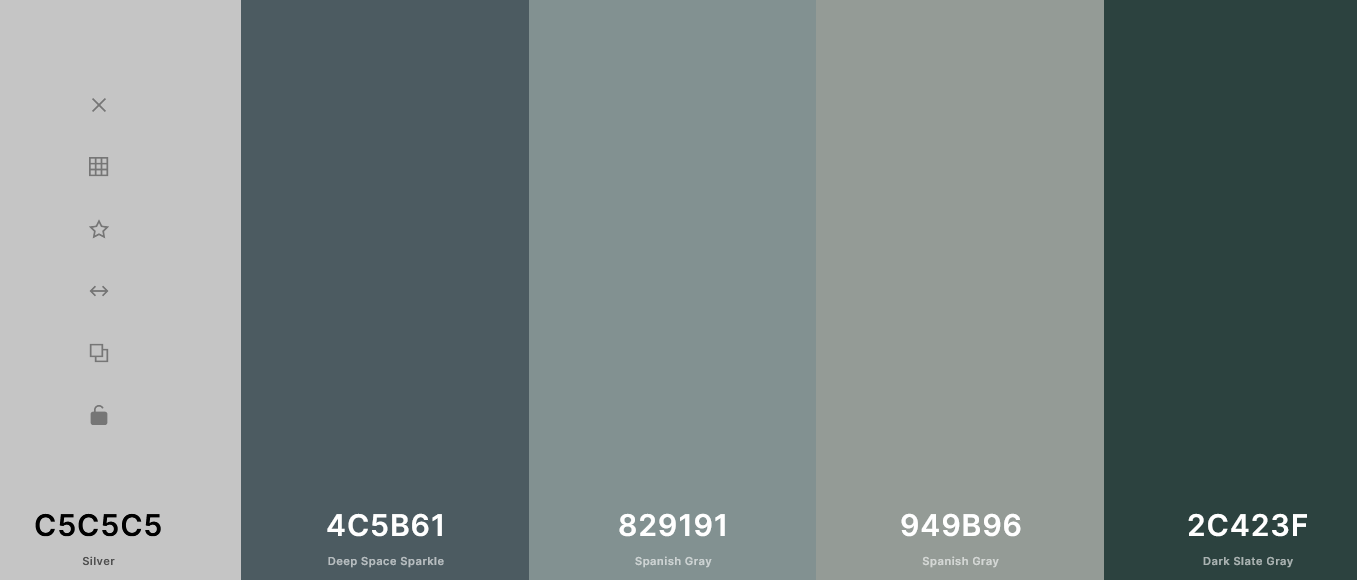 C5C5C5
Silver
4C5B61
Deep Space Sparkle
829191
Spanish Gray
949B96
Spanish Gray
2C423F
Dark Slate Gray